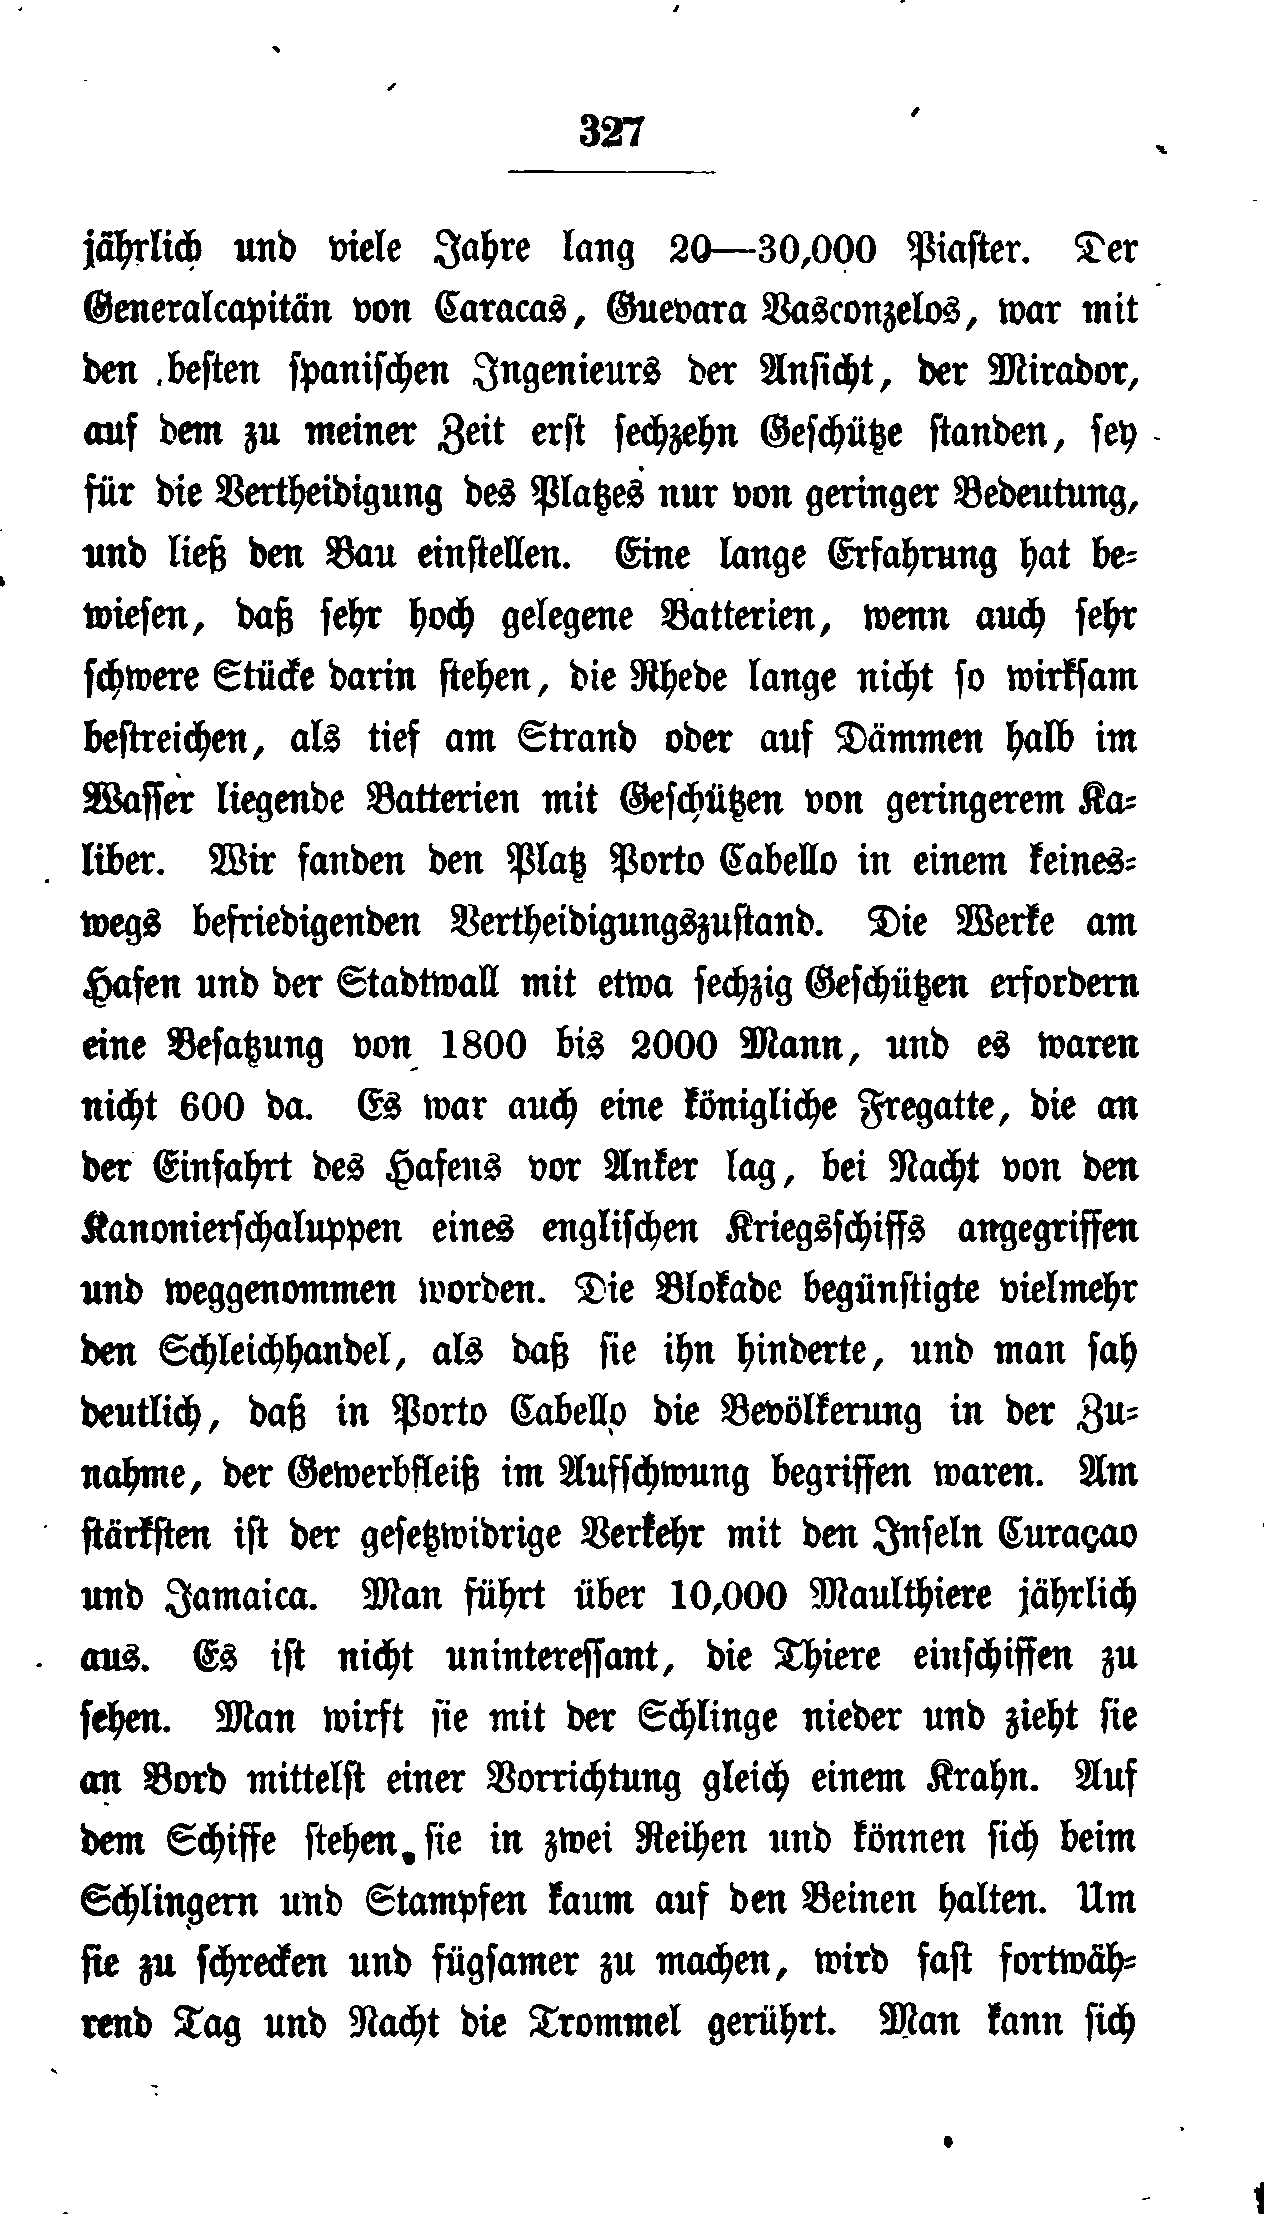 327
jährlich und viele Jahre lang 20—30,000 Piaster. Der
Generalcapitän von Caracas, Guevara Vasconzelos, war mit
den besten spanischen Ingenieurs der Ansicht, der Mirador,
auf dem zu meiner Zeit erst sechzehn Geschütze standen, sey
für die Vertheidigung des Platzes nur von geringer Bedeutung,
und ließ den Bau einstellen. Eine lange Erfahrung hat be-
wiesen, daß sehr hoch gelegene Batterien, wenn auch sehr
schwere Stücke darin stehen, die Rhede lange nicht so wirksam
bestreichen, als tief am Strand oder auf Dämmen halb im
Wasser liegende Batterien mit Geschützen von geringerem Ka-
liber. Wir fanden den Platz Porto Cabello in einem keines-
wegs befriedigenden Vertheidigungszustand. Die Werke am
Hafen und der Stadtwall mit etwa sechzig Geschützen erfordern
eine Besatzung von 1800 bis 2000 Mann, und es waren
nicht 600 da. Es war auch eine königliche Fregatte, die an
der Einfahrt des Hafens vor Anker lag, bei Nacht von den
Kanonierschaluppen eines englischen Kriegsschiffs angegriffen
und weggenommen worden. Die Blokade begünstigte vielmehr
den Schleichhandel, als daß sie ihn hinderte, und man sah
deutlich, daß in Porto Cabello die Bevölkerung in der Zu-
nahme, der Gewerbfleiß im Aufschwung begriffen waren. Am
stärksten ist der gesetzwidrige Verkehr mit den Inseln Curaçao
und Jamaica. Man führt über 10,000 Maulthiere jährlich
aus. Es ist nicht uninteressant, die Thiere einschiffen zu
sehen. Man wirft sie mit der Schlinge nieder und zieht sie
an Bord mittelst einer Vorrichtung gleich einem Krahn. Auf
dem Schiffe stehen sie in zwei Reihen und können sich beim
Schlingern und Stampfen kaum auf den Beinen halten. Um
sie zu schrecken und fügsamer zu machen, wird fast fortwäh-
rend Tag und Nacht die Trommel gerührt. Man kann sich